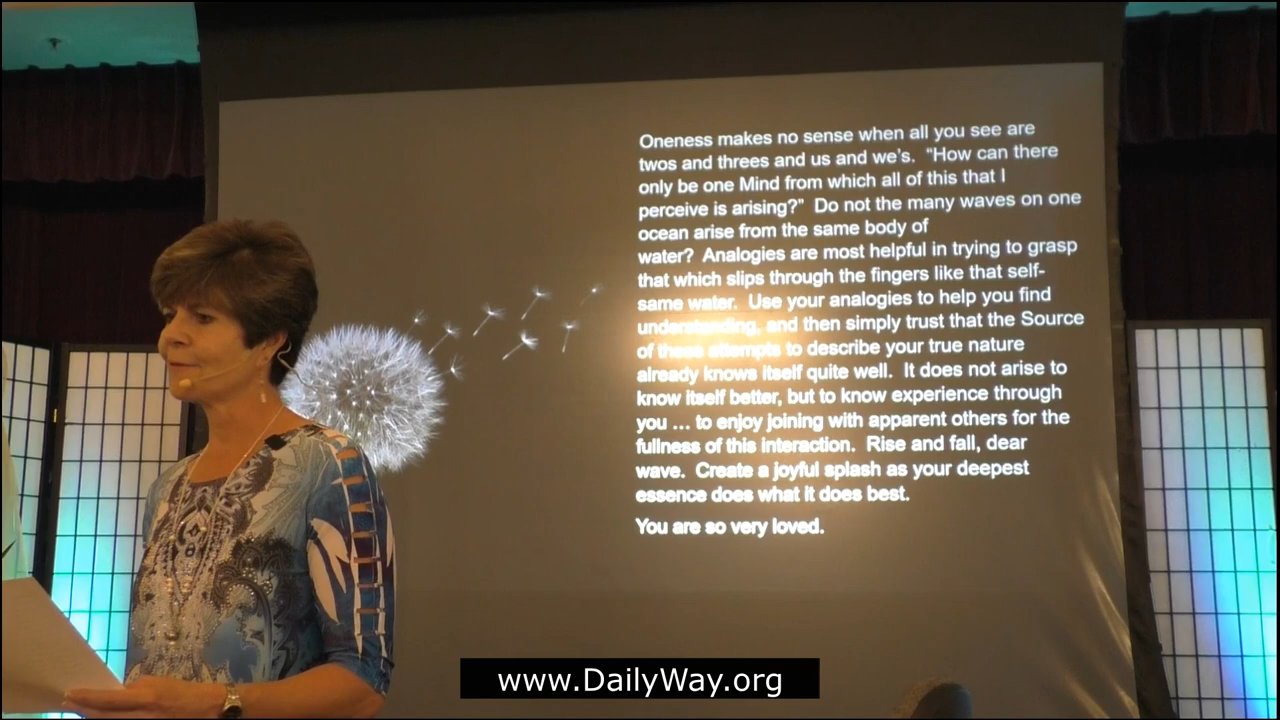 Oneness makes no sense when all you see are
twos and threes and us and we's.  “How can there
only be one Mind from which all of this that I
perceive is arising?”  Do not the many waves on one
ocean arise from the same body of
water?  Analogies are most helpful in trying to grasp
that which slips through the fingers like that self-
same water.  Use your analogies to help you find
understanding, and then simply trust that the Source
of these attempts to describe your true nature
already knows itself quite well.  It does not arise to
know itself better, but to know experience through
you ... to enjoy joining with apparent others for the
fullness of this interaction.  Rise and fall, dear
wave.  Create a joyful splash as your deepest
essence does what it does best.
You are so very loved.
www.DailyWay.org